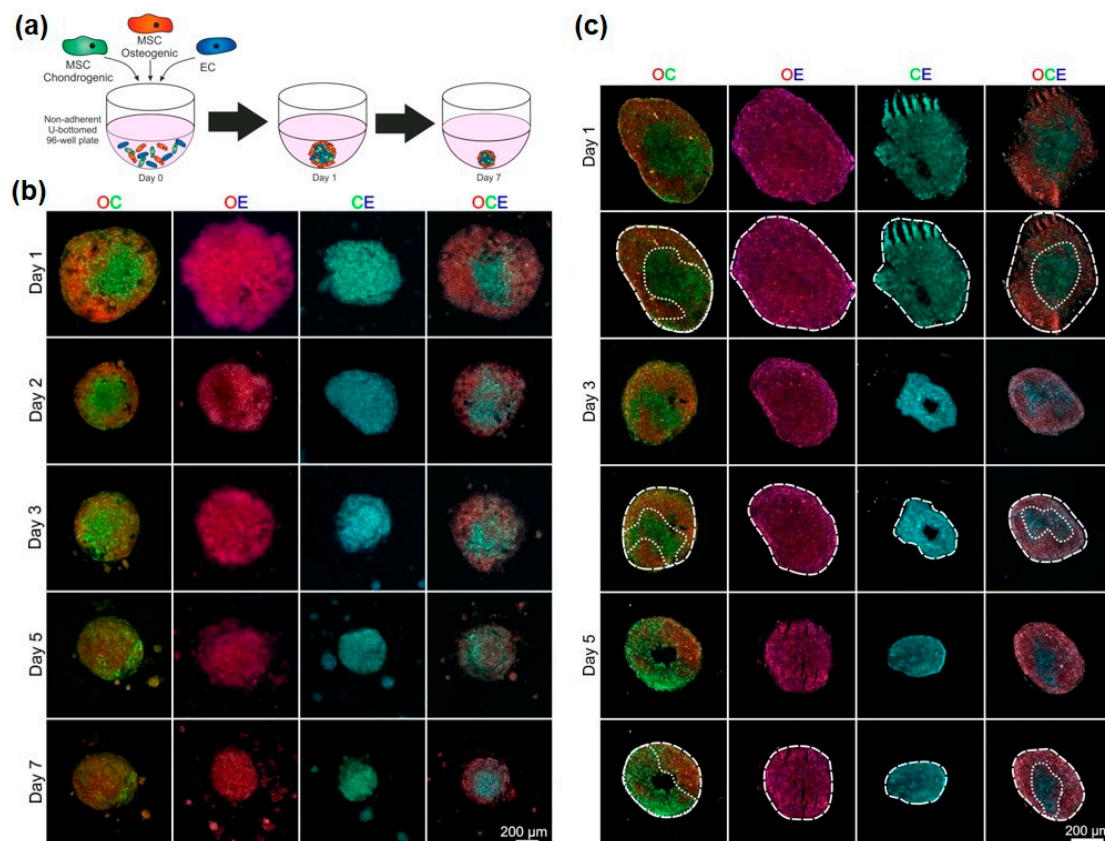 (a)
MSC
Osteogenic
MSC
Chondrogenic
EC
Non-adherent
U-bottomed
96-well plate
Day 0
Day 1
Day 7
(b)
OC
OE
CE
OCE
Day 1
Day 2
Day 3
Day 5
Day 7
200 µm
(c)
OC
OE
CE
OCE
Day 1
Day 3
Day 5
200 µm